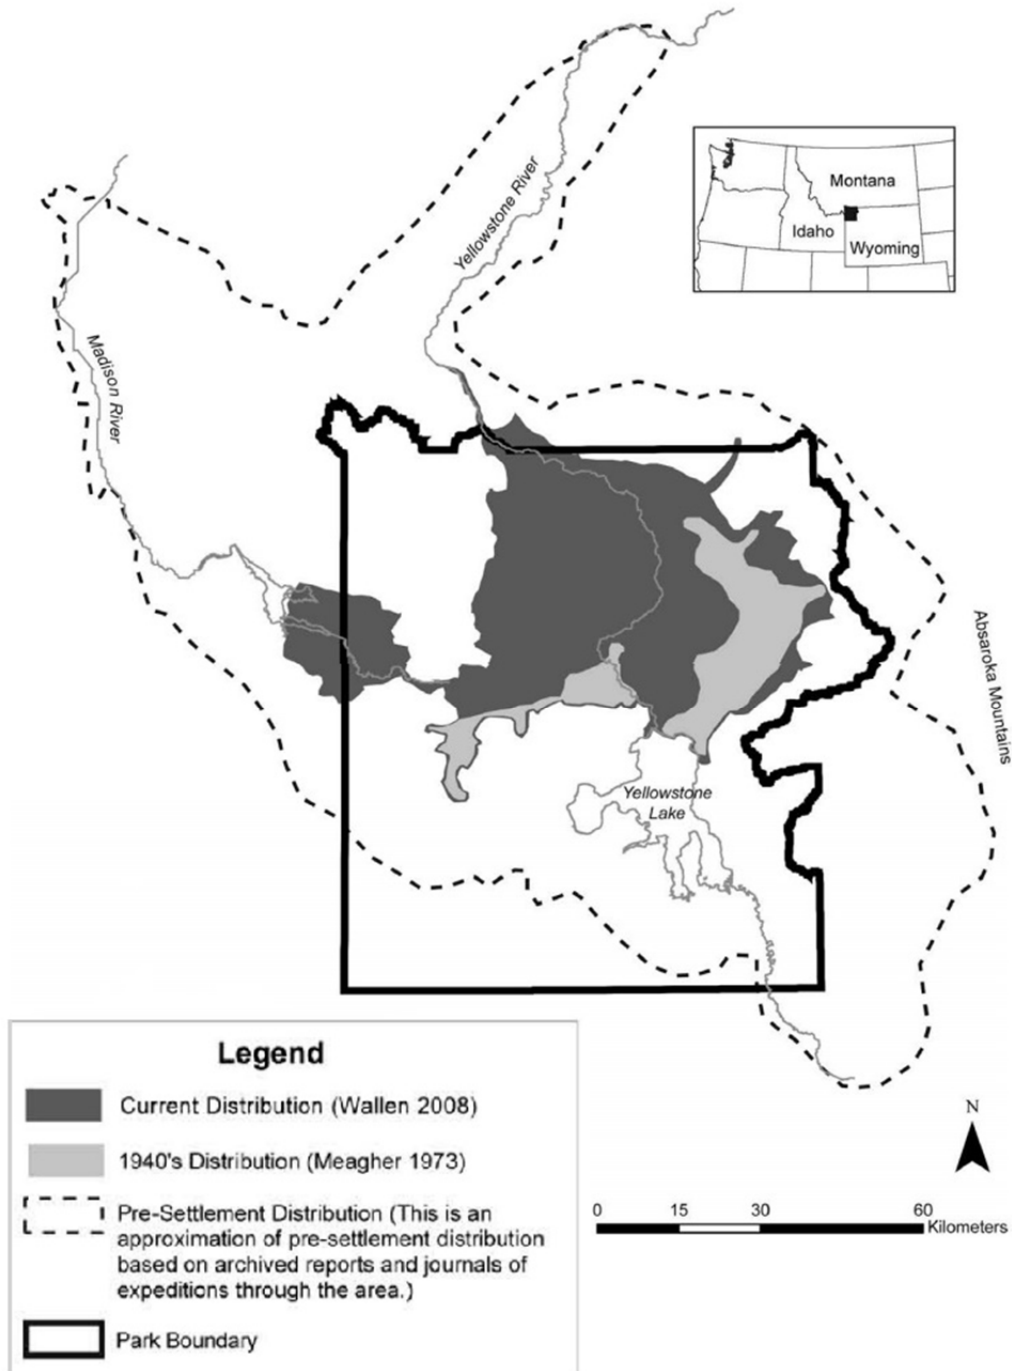 Yellowstone River
Montana
Idaho
Wyoming
Madison River
Absaroka Mountains
Yellowstone
Lake
Legend
Current Distribution (Wallen 2008)
1940's Distribution (Meagher 1973)
Pre-Settlement Distribution (This is an
approximation of pre-settlement distribution
based on archived reports and journals of
expeditions through the area.)
Park Boundary
N
0 15 30 60
Kilometers